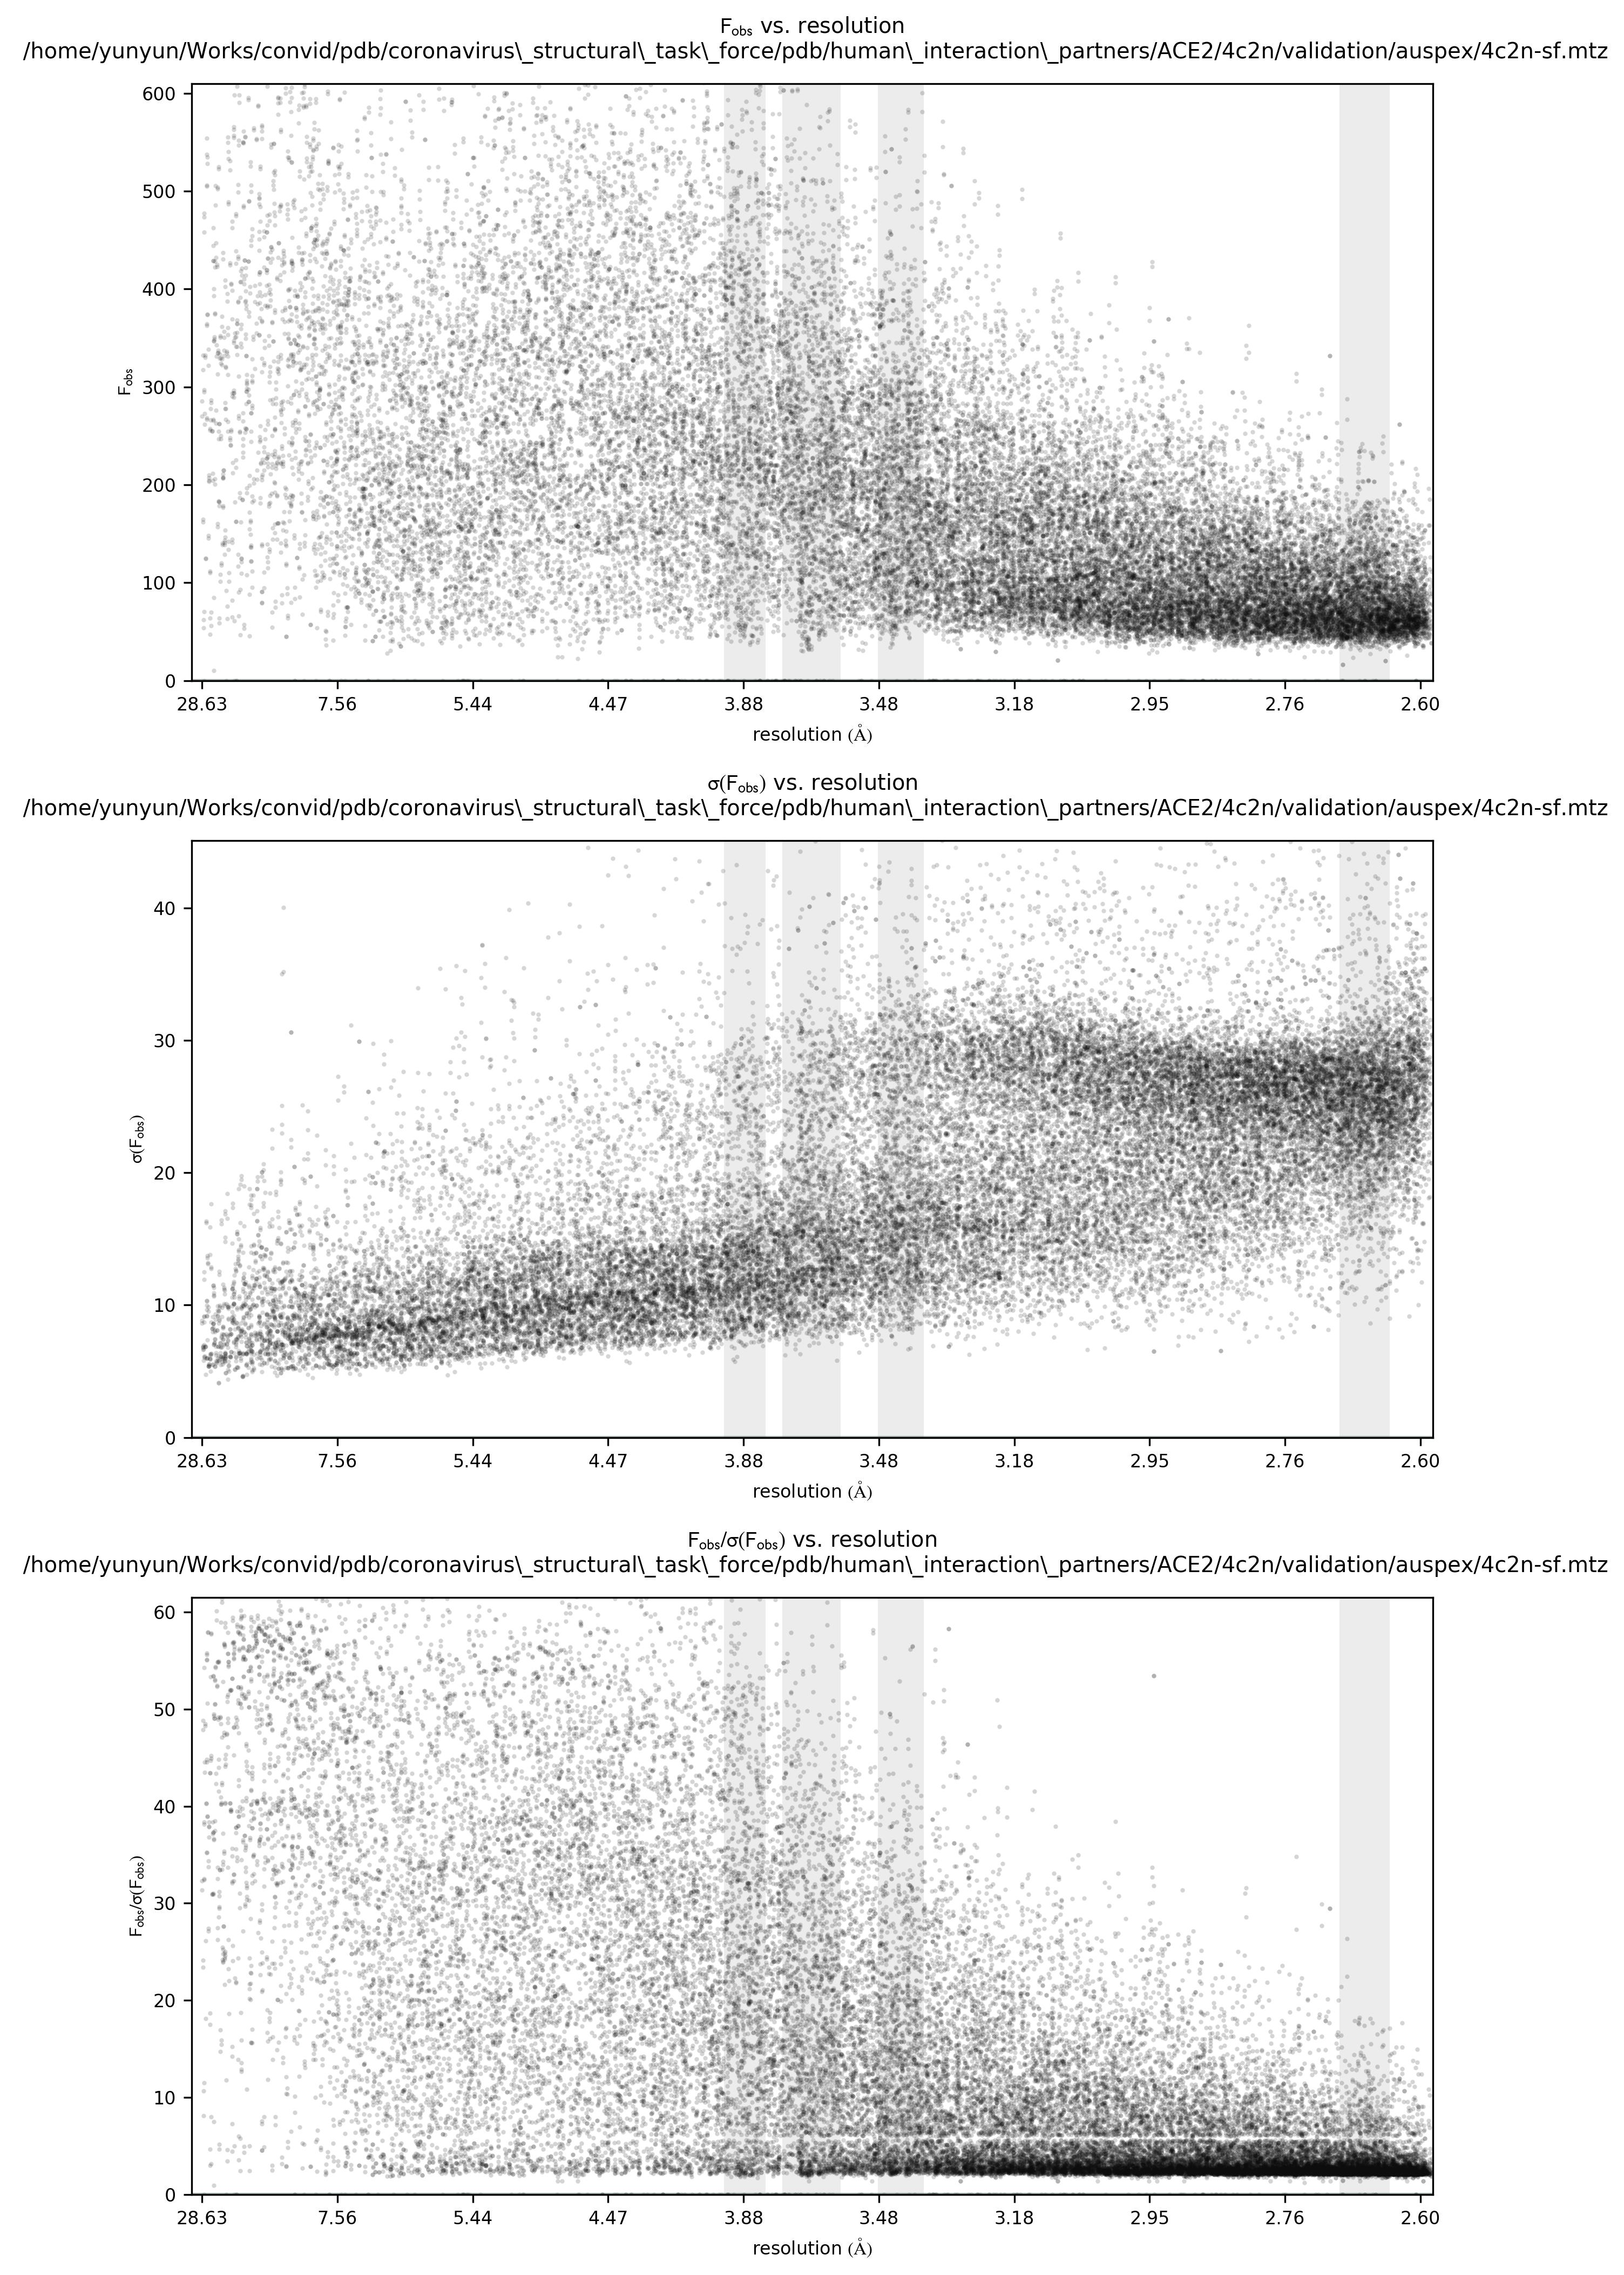 Fobs vs. resolution
/home/yunyun/Works/convid/pdb/coronavirus\_structural\_task\_force/pdb/human\_interaction\_partners/ACE2/4c2n/validation/auspex/4c2n-sf.mtz
600
500
400
300
200
100
0
Fobs
28.63 7.56 5.44 4.47 3.88 3.48 3.18 2.95 2.76 2.60
resolution (Å)
σ(Fobs) vs. resolution
/home/yunyun/Works/convid/pdb/coronavirus\_structural\_task\_force/pdb/human\_interaction\_partners/ACE2/4c2n/validation/auspex/4c2n-sf.mtz
40
30
20
10
0
σ(Fobs)
28.63 7.56 5.44 4.47 3.88 3.48 3.18 2.95 2.76 2.60
resolution (Å)
Fobs/σ(Fobs) vs. resolution
/home/yunyun/Works/convid/pdb/coronavirus\_structural\_task\_force/pdb/human\_interaction\_partners/ACE2/4c2n/validation/auspex/4c2n-sf.mtz
60
50
40
30
20
10
0
Fobs/σ(Fobs)
28.63 7.56 5.44 4.47 3.88 3.48 3.18 2.95 2.76 2.60
resolution (Å)